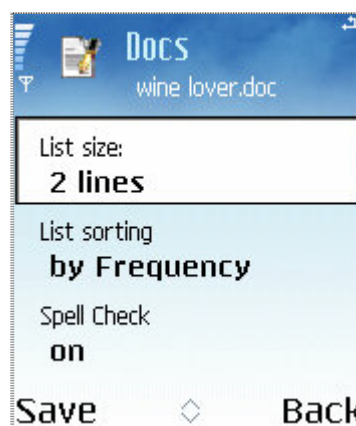 Docs
wine lover.doc
List size:
2 lines
List sorting
by Frequency
Spell Check
on
Save Back